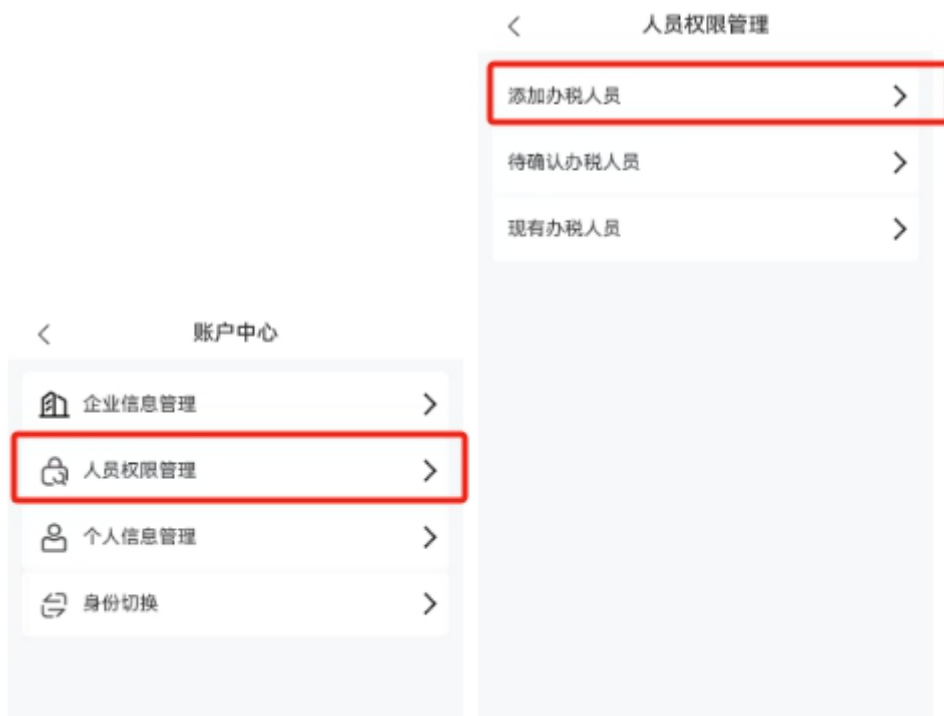 账户中心
企业信息管理
人员权限管理
个人信息管理
身份切换
人员权限管理
添加办税人员
待确认办税人员
现有办税人员